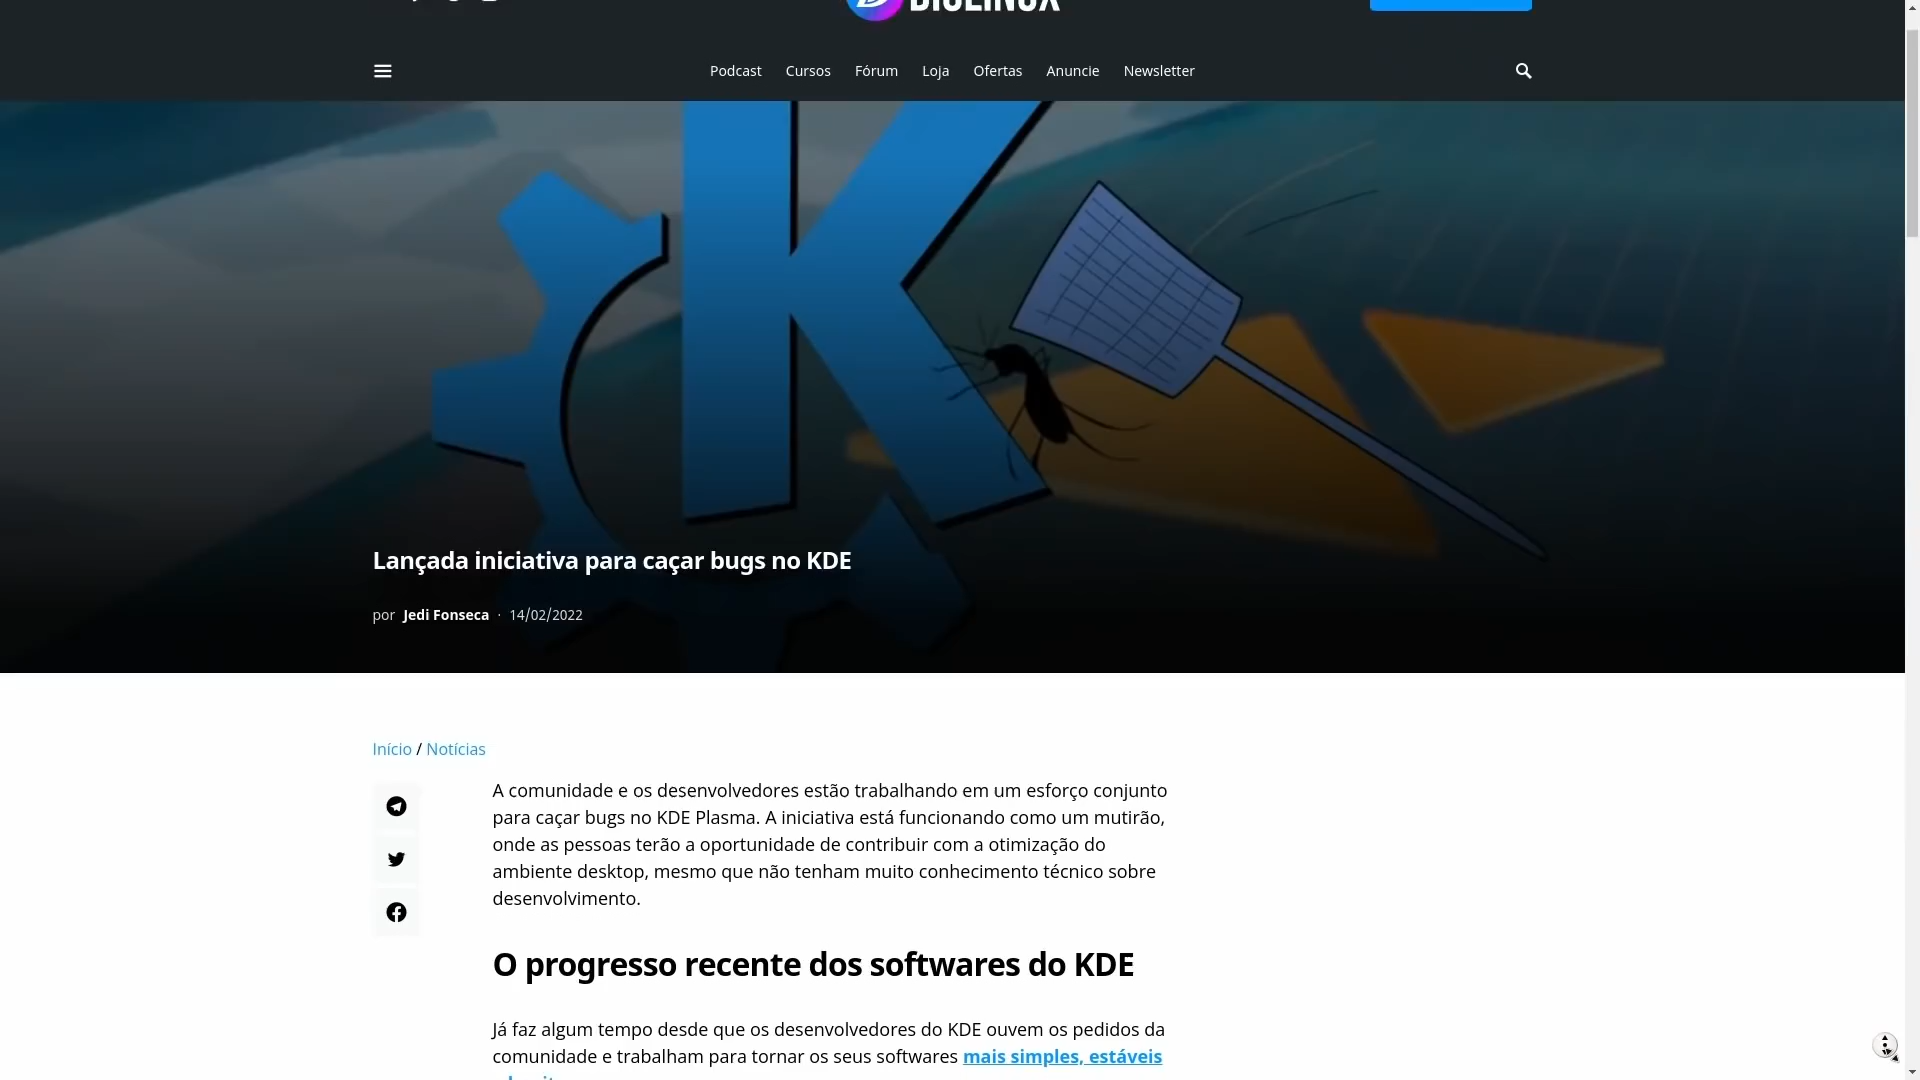 Podcast Cursos Fórum Loja Ofertas Anuncie Newsletter
Lançada iniciativa para caçar bugs no KDE
por Jedi Fonseca · 14/02/2022
Início / Notícias
A comunidade e os desenvolvedores estão trabalhando em um esforço conjunto
para caçar bugs no KDE Plasma. A iniciativa está funcionando como um mutirão,
onde as pessoas terão a oportunidade de contribuir com a otimização do
ambiente desktop, mesmo que não tenham muito conhecimento técnico sobre
desenvolvimento.
O progresso recente dos softwares do KDE
Já faz algum tempo desde que os desenvolvedores do KDE ouvem os pedidos da
comunidade e trabalham para tornar os seus softwares mais simples, estáveis